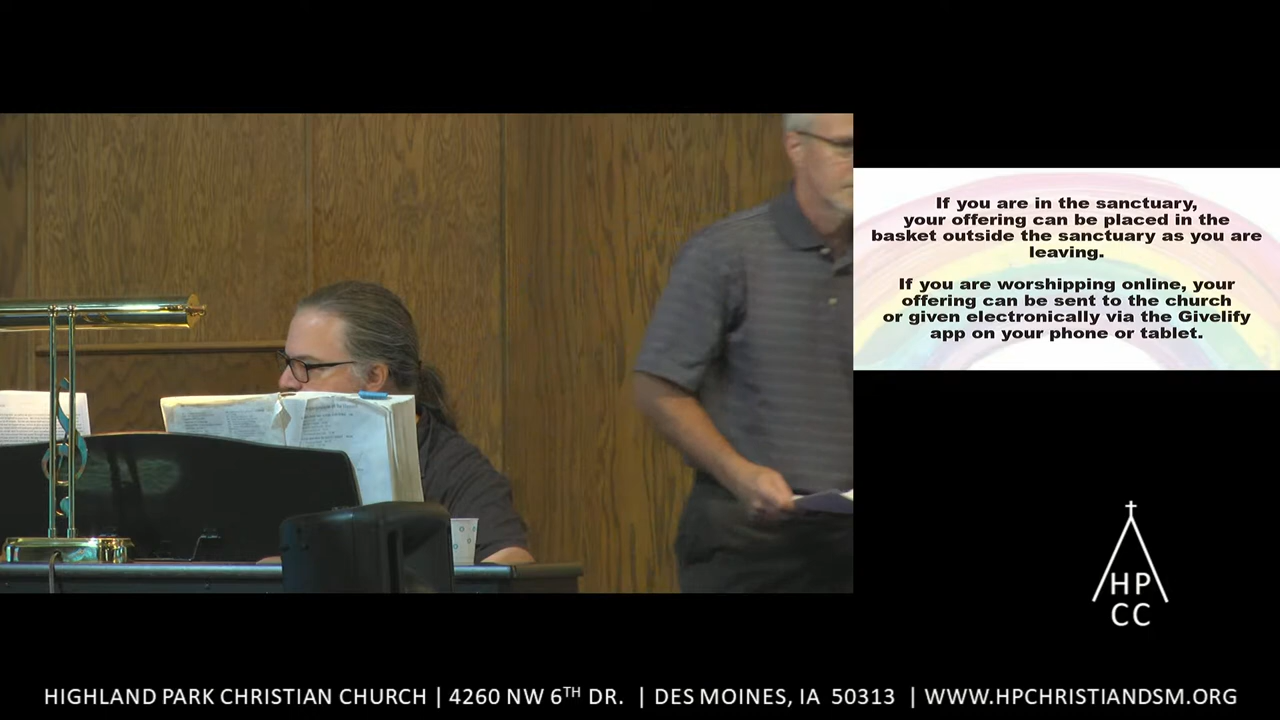 If you are in the sanctuary,
your offering can be placed in the
basket outside the sanctuary as you are
leaving.
If you are worshipping online, your
offering can be sent to the church
or given electronically via the Givelify
app on your phone or tablet.
HP
CC
HIGHLAND PARK CHRISTIAN CHURCH | 4260 NW 6TH DR. | DES MOINES, IA 50313 | WWW.HPCHRISTIANDSM.ORG